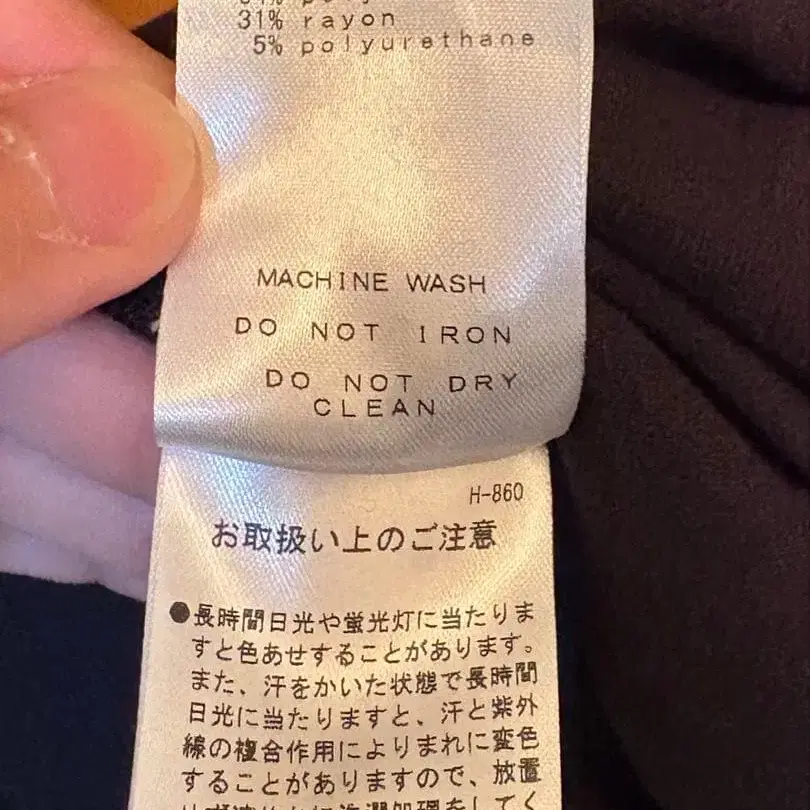 31% rayon
5% polyurethane
MACHINE WASH
DO NOT IRON
DO NOT DRY
CLEAN
H-860
お取扱い上のご注意
●長時間日光や蛍光灯に当たりま
すと色あせすることがあります。
また、汗をかいた状態で長時間
日光に当たりますと、汗と紫外
線の複合作用によりまれに変色
することがありますので、放置